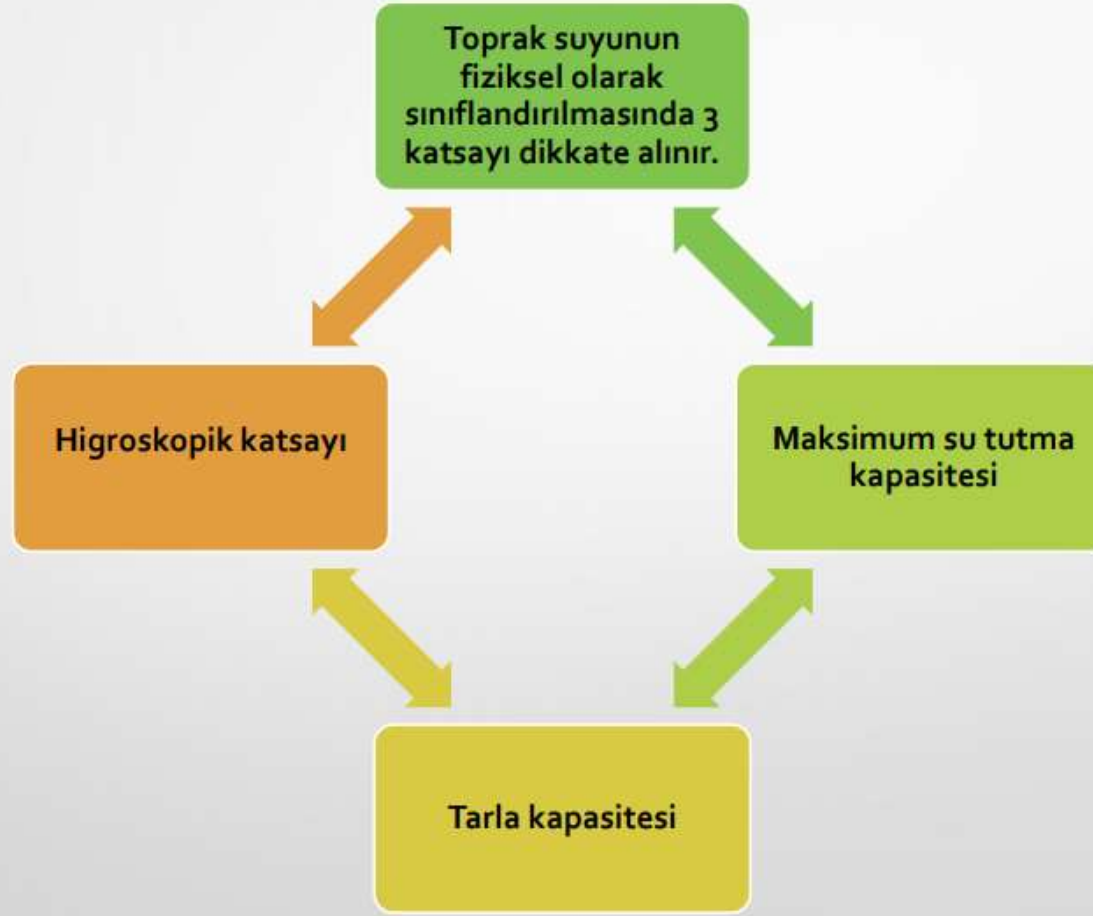 Toprak suyunun
fiziksel olarak
sınıflandırılmasında 3
katsayı dikkate alınır.
Higroskopik katsayı
Maksimum su tutma
kapasitesi
Tarla kapasitesi